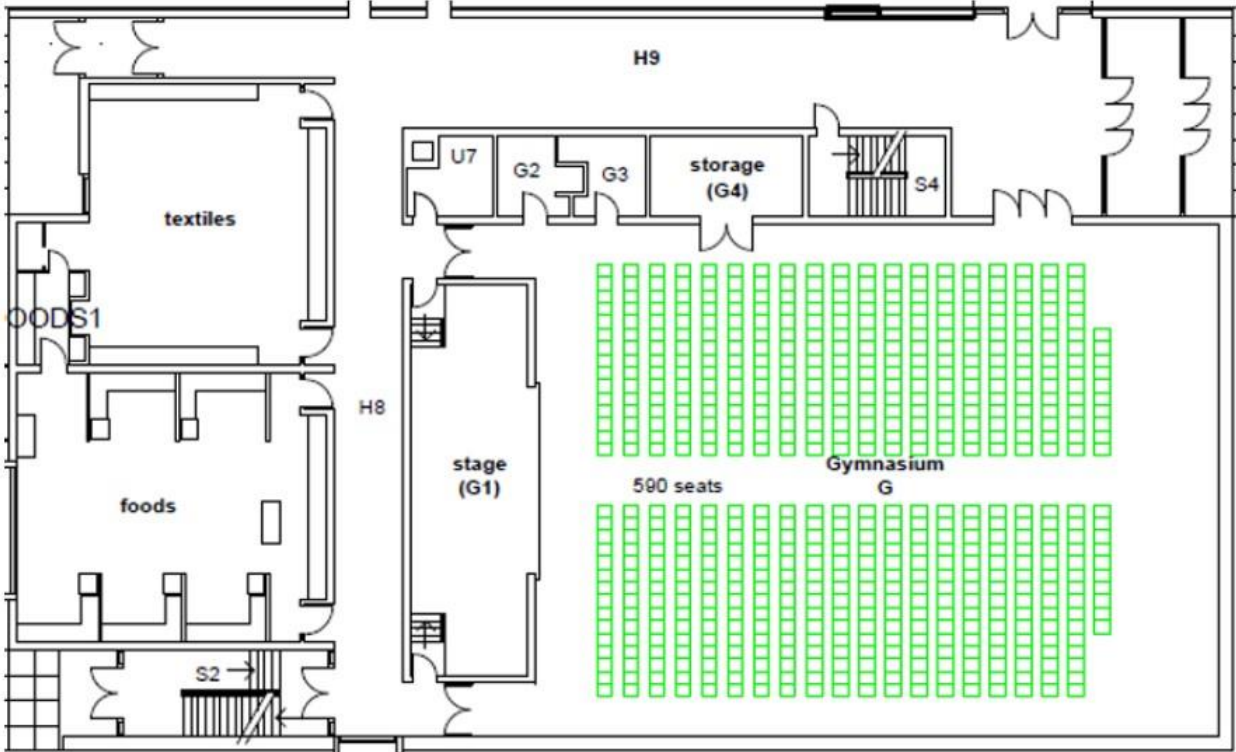 H9
U7
G2
G3
storage
(G4)
S4
textiles
OODS1
H8
stage
(G1)
Gymnasium
G
590 seats
foods
S2